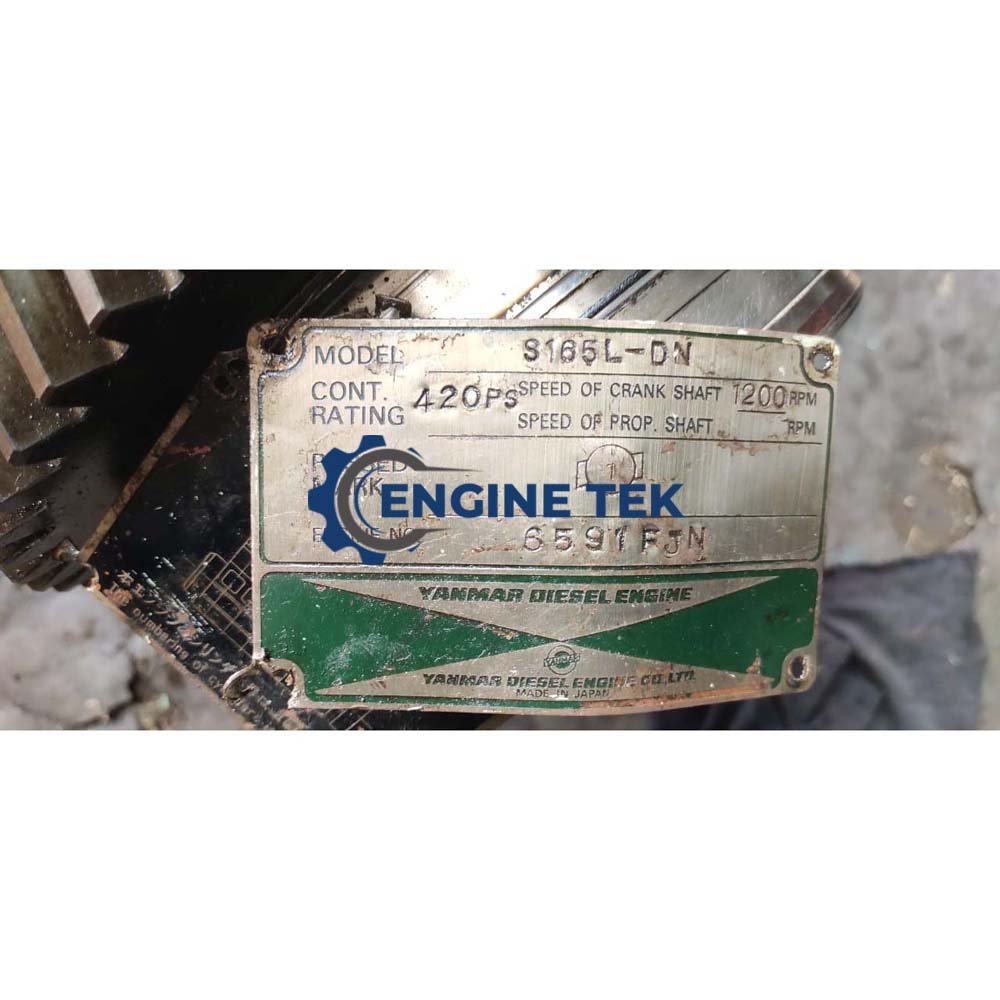 MODEL S165L-DN
CONT. RATING 420PS SPEED OF CRANK SHAFT 1200 RPM
SPEED OF PROP. SHAFT RPM
ENGINE TEK
6591FJN
YANMAR DIESEL ENGINE
YANMAR
YANMAR DIESEL ENGINE CO., LTD.
MADE IN JAPAN